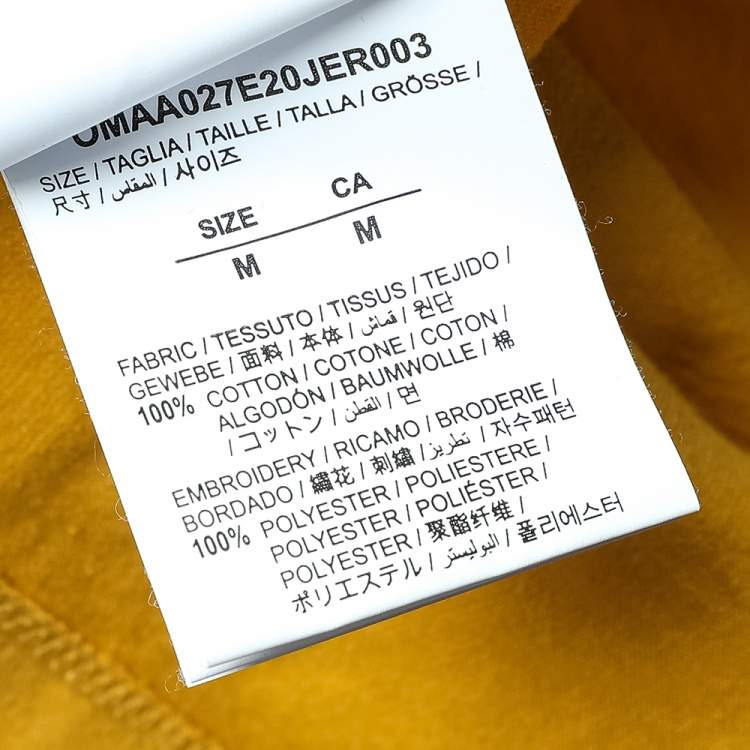 OMAA027E20JER003
SIZE / TAGLIA / TAILLE / TALLA / GRÖSSE /
尺寸 / المقاس / 사이즈
SIZE CA
M M
FABRIC / TESSUTO / TISSUS / TEJIDO /
GEWEBE / 面料 / 本体 / قماش / 원단
100% COTTON / COTONE / COTON /
ALGODÓN / BAUMWOLLE / 棉
/ コットン / القطن / 면
EMBROIDERY / RICAMO / BRODERIE /
BORDADO / 繡花 / 刺繍 / تطريز / 자수패턴
100% POLYESTER / POLIESTERE /
POLYESTER / POLIÉSTER /
POLYESTER / 聚酯纤维 /
ポリエステル / البوليستر / 폴리에스터